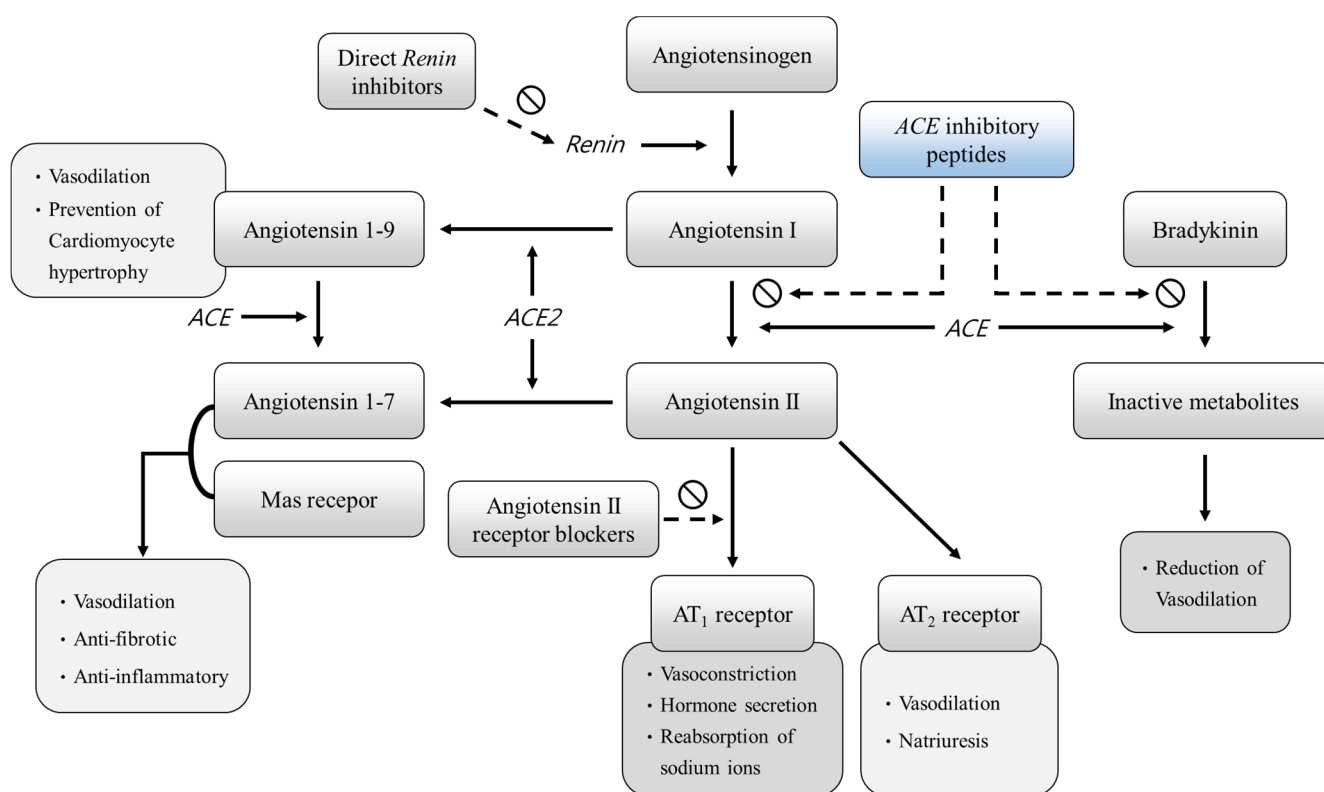 Direct Renin
inhibitors
Angiotensinogen
Renin
ACE inhibitory
peptides
· Vasodilation
· Prevention of
Cardiomyocyte
hypertrophy
Angiotensin 1-9
Angiotensin I
Bradykinin
ACE
ACE2
ACE
Angiotensin 1-7
Angiotensin II
Inactive metabolites
Mas recepor
Angiotensin II
receptor blockers
· Reduction of
Vasodilation
· Vasodilation
· Anti-fibrotic
· Anti-inflammatory
AT₁ receptor
· Vasoconstriction
· Hormone secretion
· Reabsorption of
sodium ions
AT₂ receptor
· Vasodilation
· Natriuresis